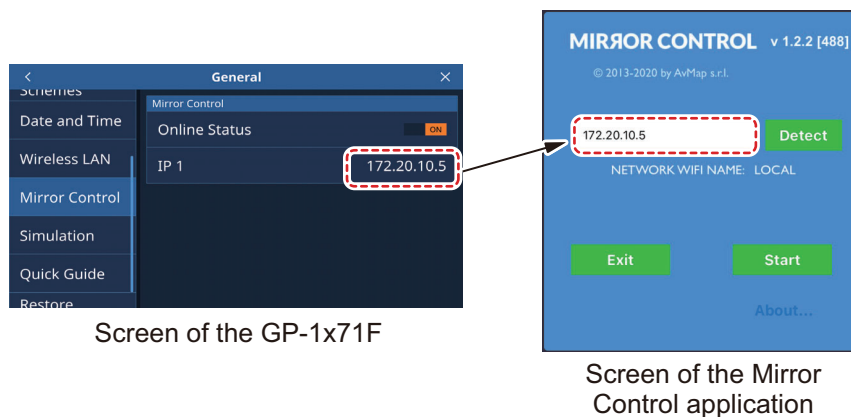 General
Schemes
Date and Time
Wireless LAN
Mirror Control
Simulation
Quick Guide
Restore
Mirror Control
Online Status ON
IP 1 172.20.10.5
Screen of the GP-1x71F
MIRЯOR CONTROL v 1.2.2 [488]
© 2013-2020 by AvMap s.r.l.
172.20.10.5 Detect
NETWORK WIFI NAME: LOCAL
Exit Start
About...
Screen of the Mirror
Control application